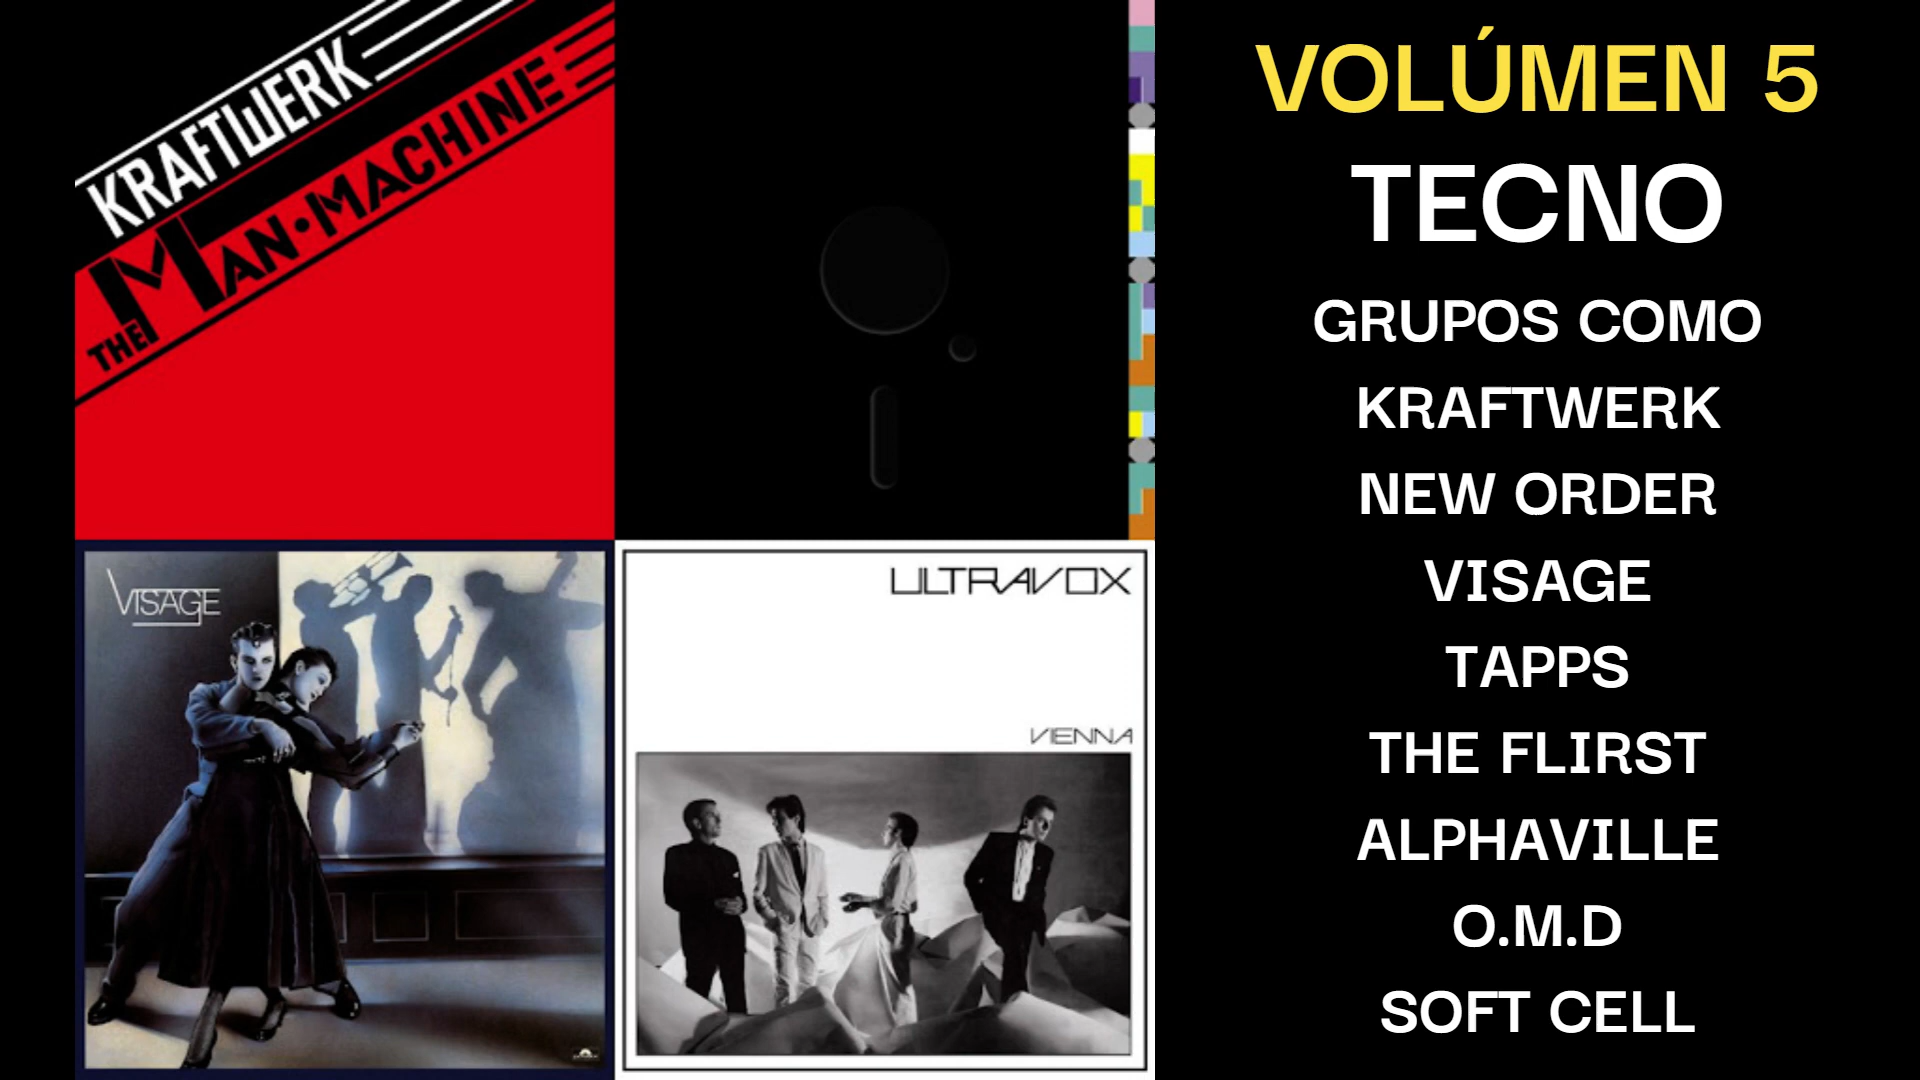 KRAFTWERK
THE MAN·MACHINE
VISAGE
ULTRAVOX
VIENNA
VOLÚMEN 5
TECNO
GRUPOS COMO
KRAFTWERK
NEW ORDER
VISAGE
TAPPS
THE FLIRST
ALPHAVILLE
O.M.D
SOFT CELL